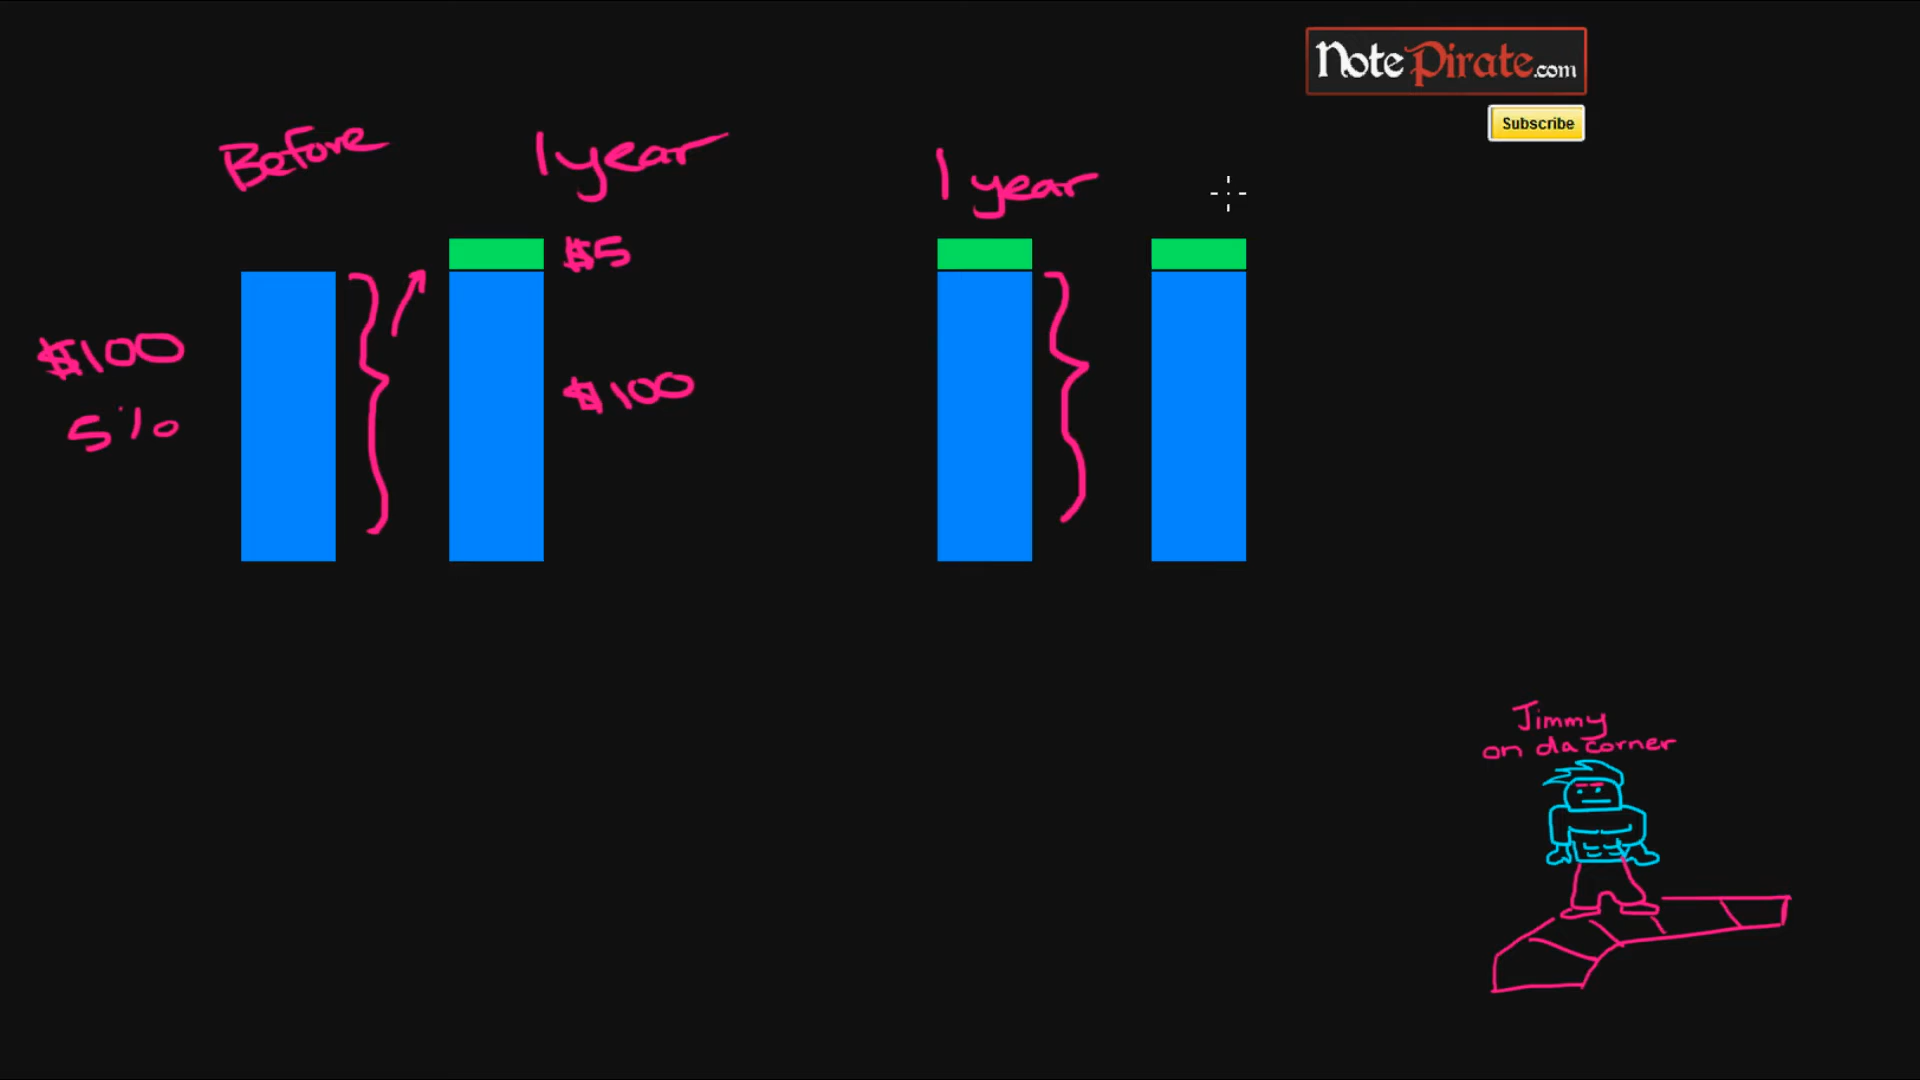 NotePirate.com
Subscribe
Before
1 year
1 year
$5
$100
$100
5%
Jimmy
on da corner